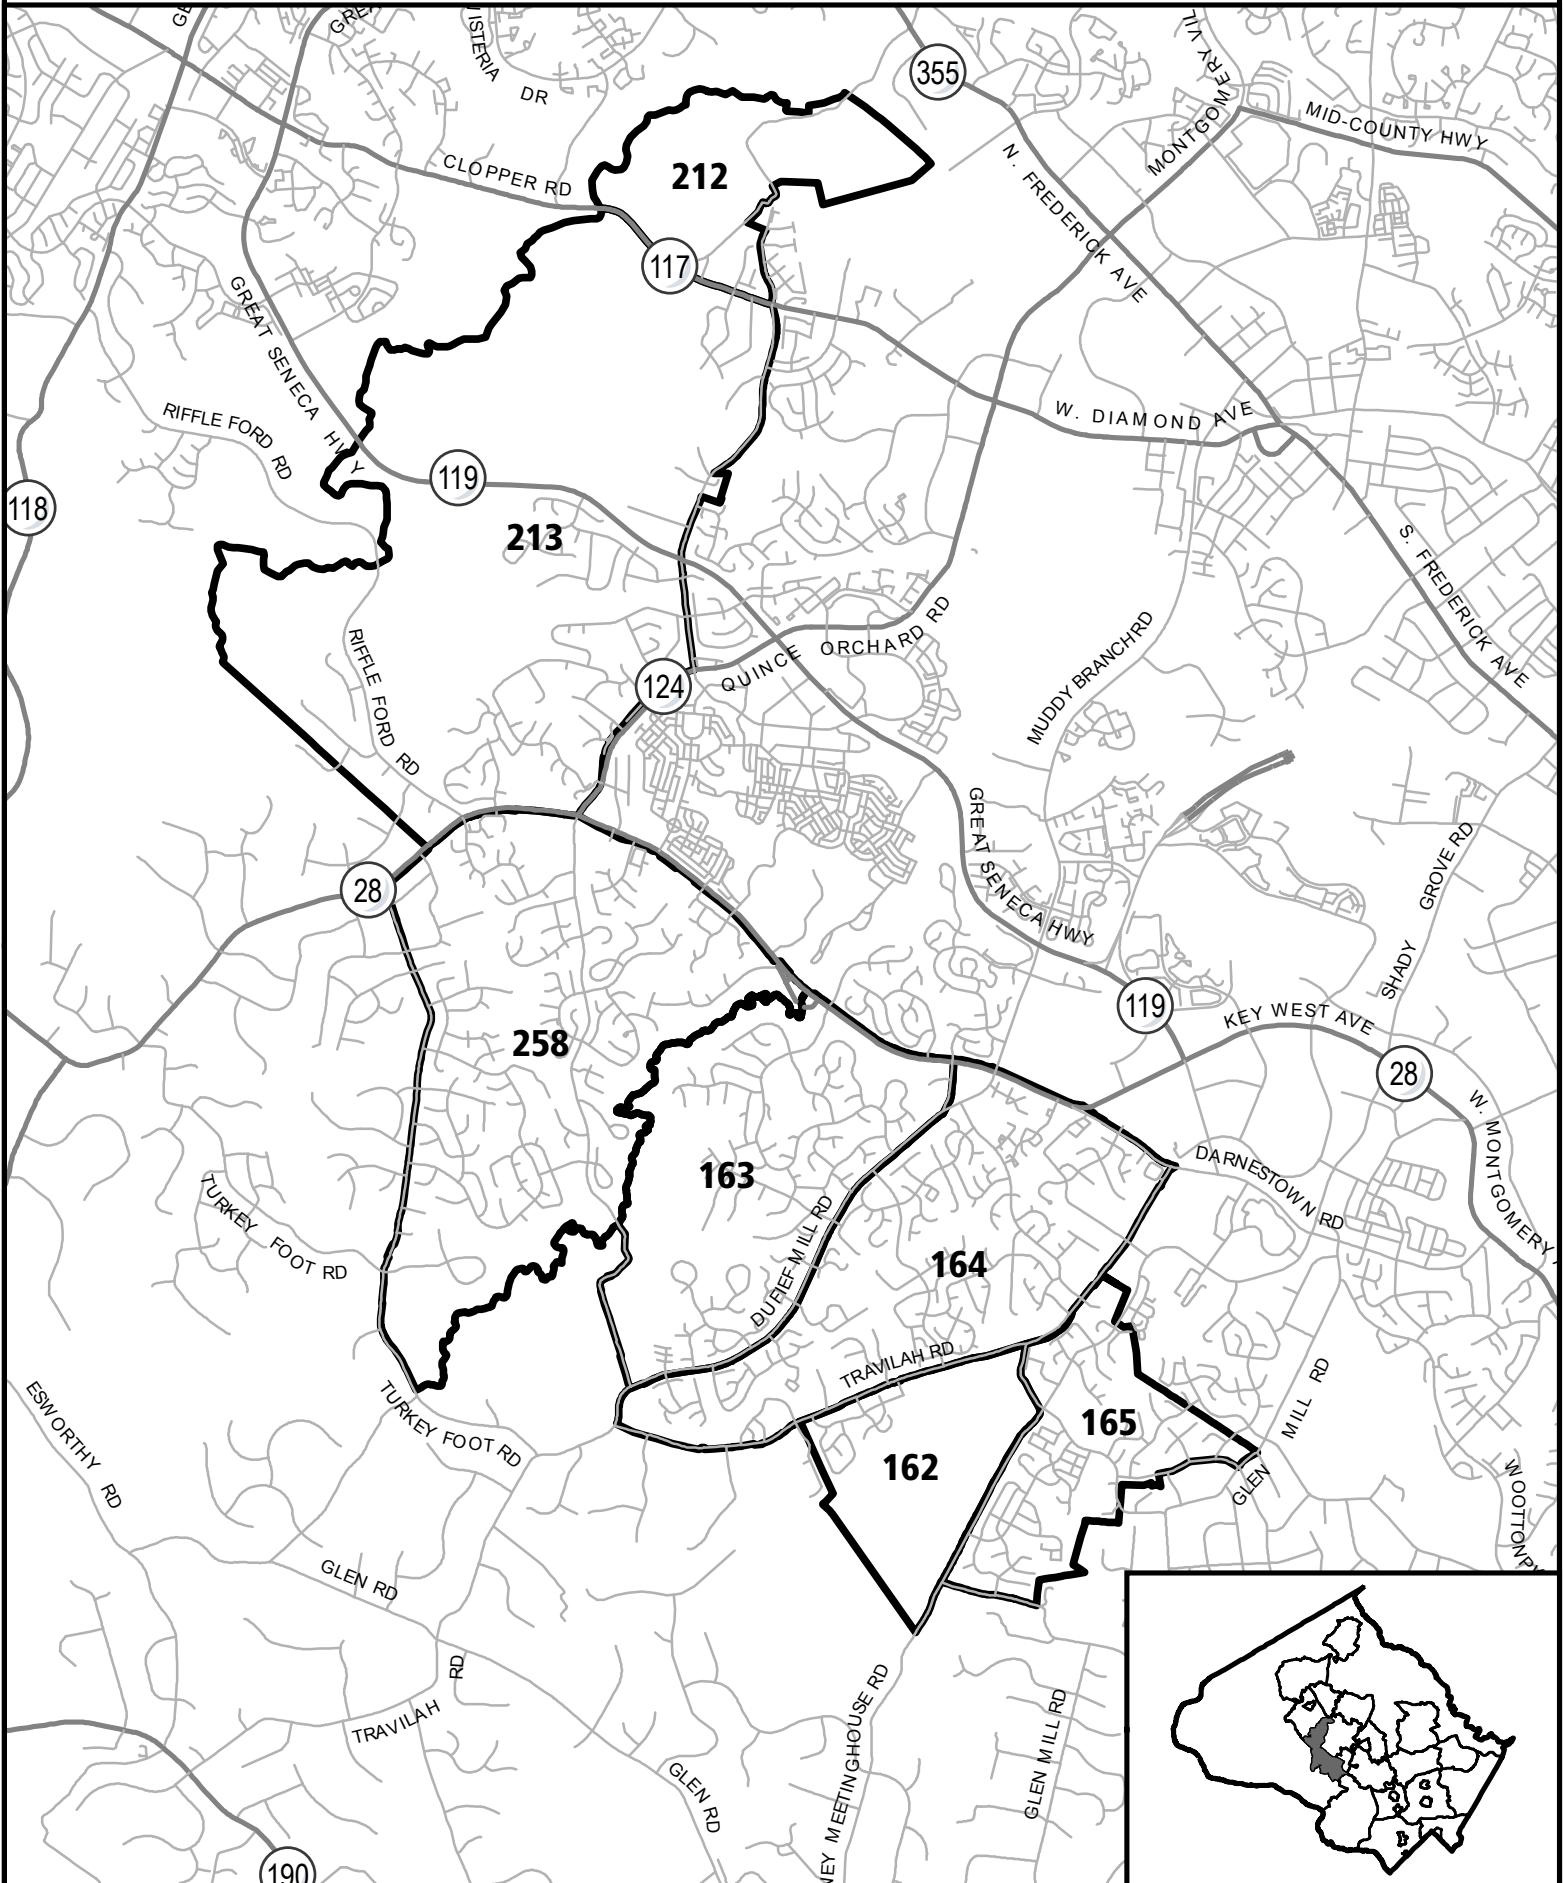 355
MID-COUNTY HWY
DR
CLOPPER RD
212
N. FREDERICK AVE
117
GREAT SENECA HWY
RIFFLE FORD RD
W. DIAMOND AVE
119
118
213
S. FREDERICK AVE
RIFFLE FORD RD
QUINCE ORCHARD RD
MUDDY BRANCH RD
124
GREAT SENECA HWY
SHADY GROVE RD
28
119
KEY WEST AVE
258
28
W. MONTGOMERY
163
DARNESTOWN RD
TURKEY FOOT RD
DUFIEF MILL RD
164
TRAVILAH RD
TURKEY FOOT RD
ESWORTHY RD
165
MILL RD
GLEN
162
GLEN RD
TRAVILAH RD
GLEN RD
GLEN MILL RD
NEY MEETINGHOUSE RD
190